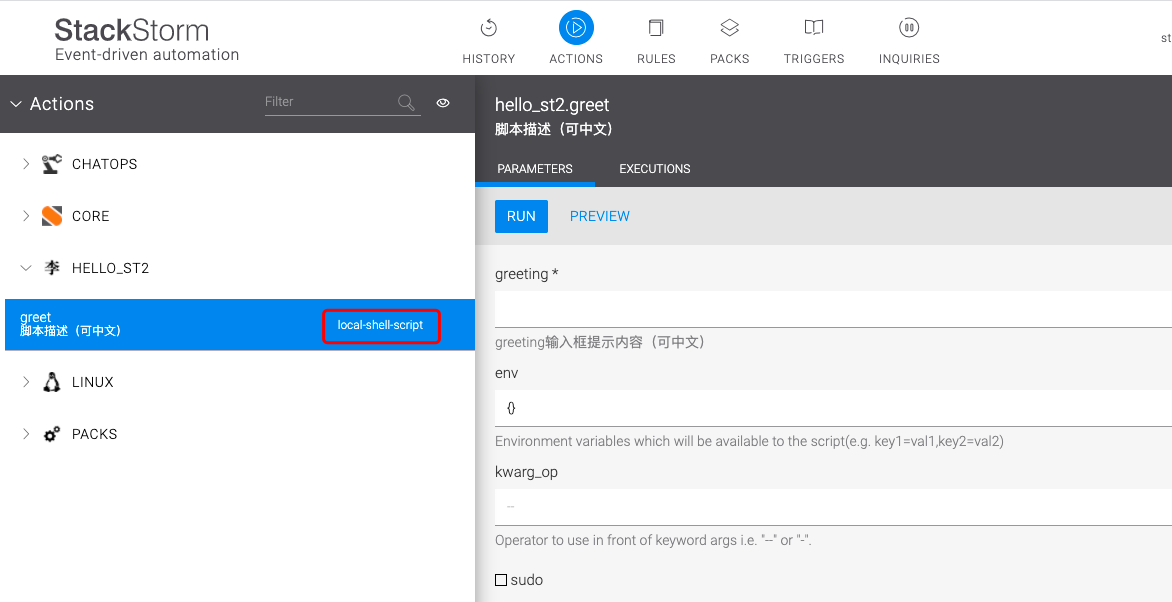 StackStorm
Event-driven automation
HISTORY
ACTIONS
RULES
PACKS
TRIGGERS
INQUIRIES
st
Actions
Filter
CHATOPS
CORE
李 HELLO_ST2
greet
脚本描述（可中文）
local-shell-script
LINUX
PACKS
hello_st2.greet
脚本描述（可中文）
PARAMETERS
EXECUTIONS
RUN
PREVIEW
greeting *
greeting输入框提示内容（可中文）
env
{}
Environment variables which will be available to the script(e.g. key1=val1,key2=val2)
kwarg_op
--
Operator to use in front of keyword args i.e. "--" or "-".
sudo